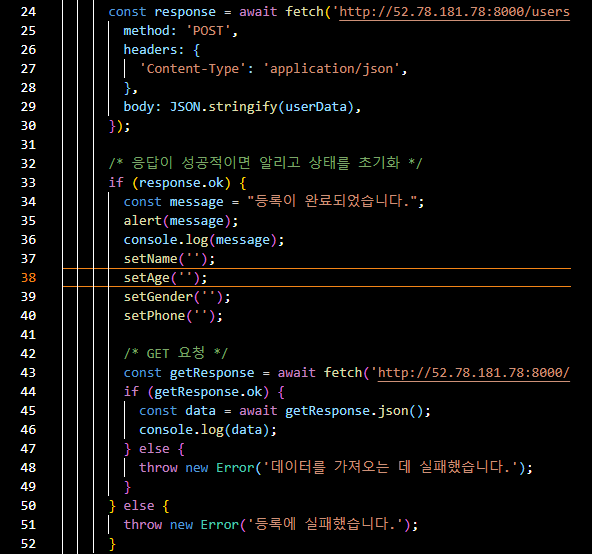 24 const response = await fetch('http://52.78.181.78:8000/users
25 method: 'POST',
26 headers: {
27 'Content-Type': 'application/json',
28 },
29 body: JSON.stringify(userData),
30 });
31
32 /* 응답이 성공적이면 알리고 상태를 초기화 */
33 if (response.ok) {
34 const message = "등록이 완료되었습니다.";
35 alert(message);
36 console.log(message);
37 setName('');
38 setAge('');
39 setGender('');
40 setPhone('');
41
42 /* GET 요청 */
43 const getResponse = await fetch('http://52.78.181.78:8000/
44 if (getResponse.ok) {
45 const data = await getResponse.json();
46 console.log(data);
47 } else {
48 throw new Error('데이터를 가져오는 데 실패했습니다.');
49 }
50 } else {
51 throw new Error('등록에 실패했습니다.');
52 }